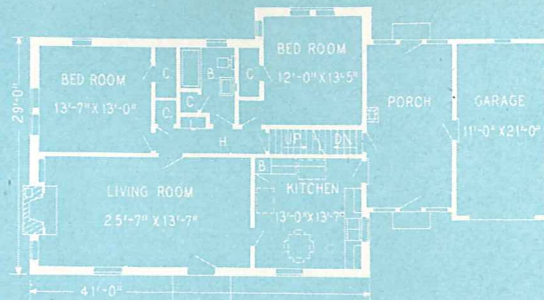 BED ROOM
12'-0" X 13'-5"
BED ROOM
13'-7" X 13'-0"
C.
B.
C.
C.
C.
PORCH
GARAGE
11'-0" X 21'-0"
29'-0"
H.
UP
DN.
B
LIVING ROOM
25'-7" X 13'-7"
KITCHEN
13'-0" X 13'-7"
41'-0"